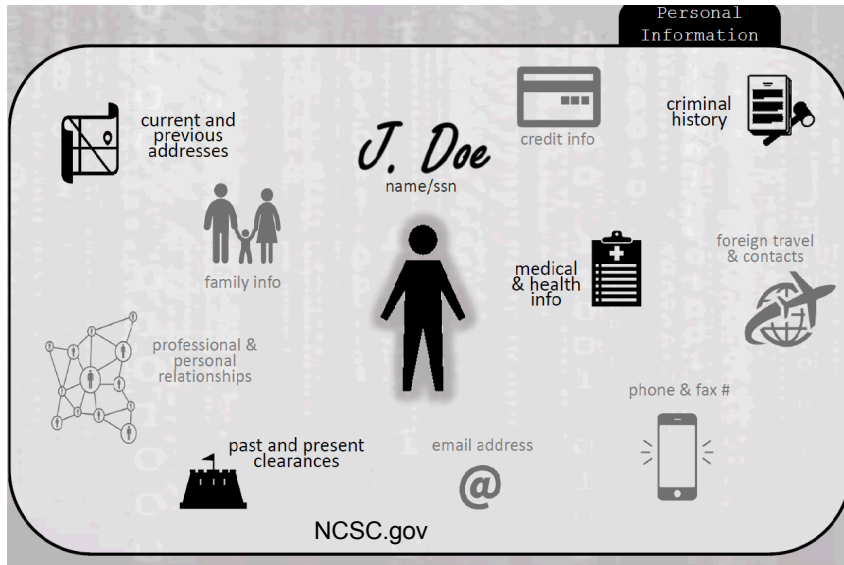 Personal
Information
current and
previous
addresses
J. Doe
name/ssn
credit info
criminal
history
family info
medical
& health
info
foreign travel
& contacts
professional &
personal
relationships
phone & fax #
past and present
clearances
email address
@
NCSC.gov